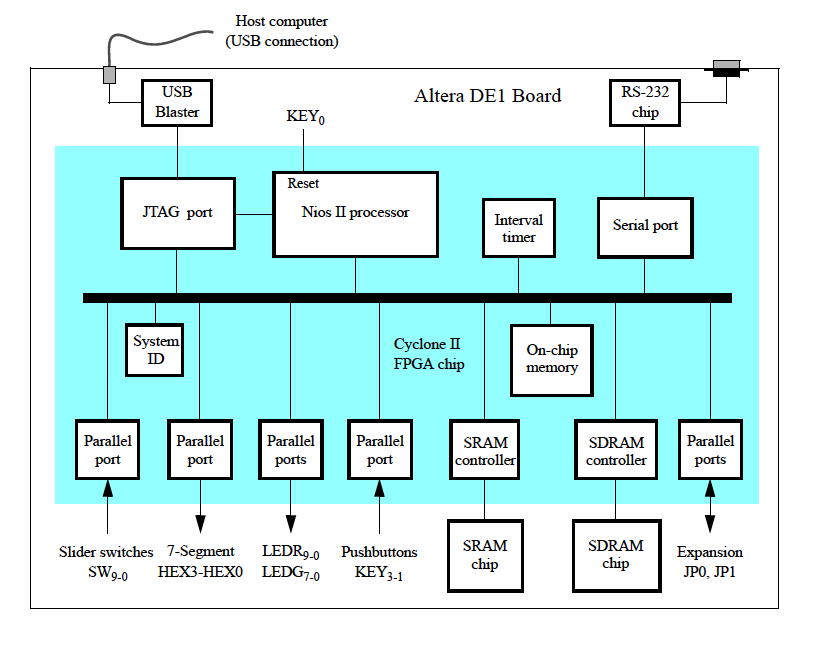 Host computer
(USB connection)
USB
Blaster
Altera DE1 Board
RS-232
chip
KEY0
Reset
JTAG port
Nios II processor
Interval
timer
Serial port
System
ID
Cyclone II
FPGA chip
On-chip
memory
Parallel
port
Parallel
port
Parallel
ports
Parallel
port
SRAM
controller
SDRAM
controller
Parallel
ports
Slider switches
SW9-0
7-Segment
HEX3-HEX0
LEDR9-0
LEDG7-0
Pushbuttons
KEY3-1
SRAM
chip
SDRAM
chip
Expansion
JP0, JP1